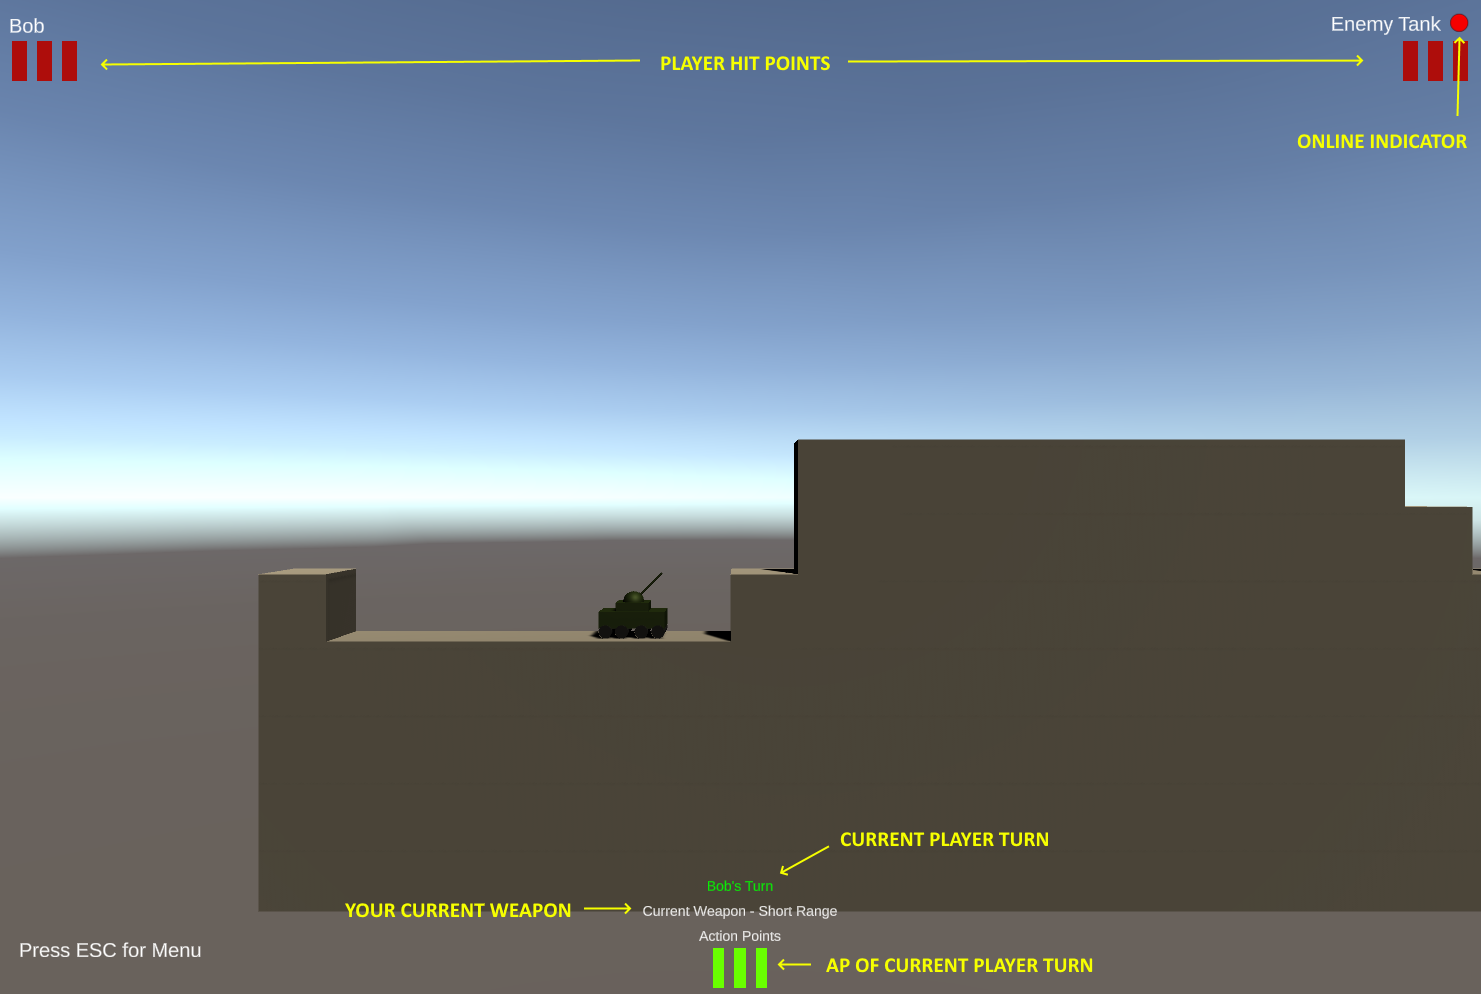 Bob
Enemy Tank
PLAYER HIT POINTS
ONLINE INDICATOR
CURRENT PLAYER TURN
Bob's Turn
YOUR CURRENT WEAPON
Current Weapon - Short Range
Action Points
Press ESC for Menu
AP OF CURRENT PLAYER TURN